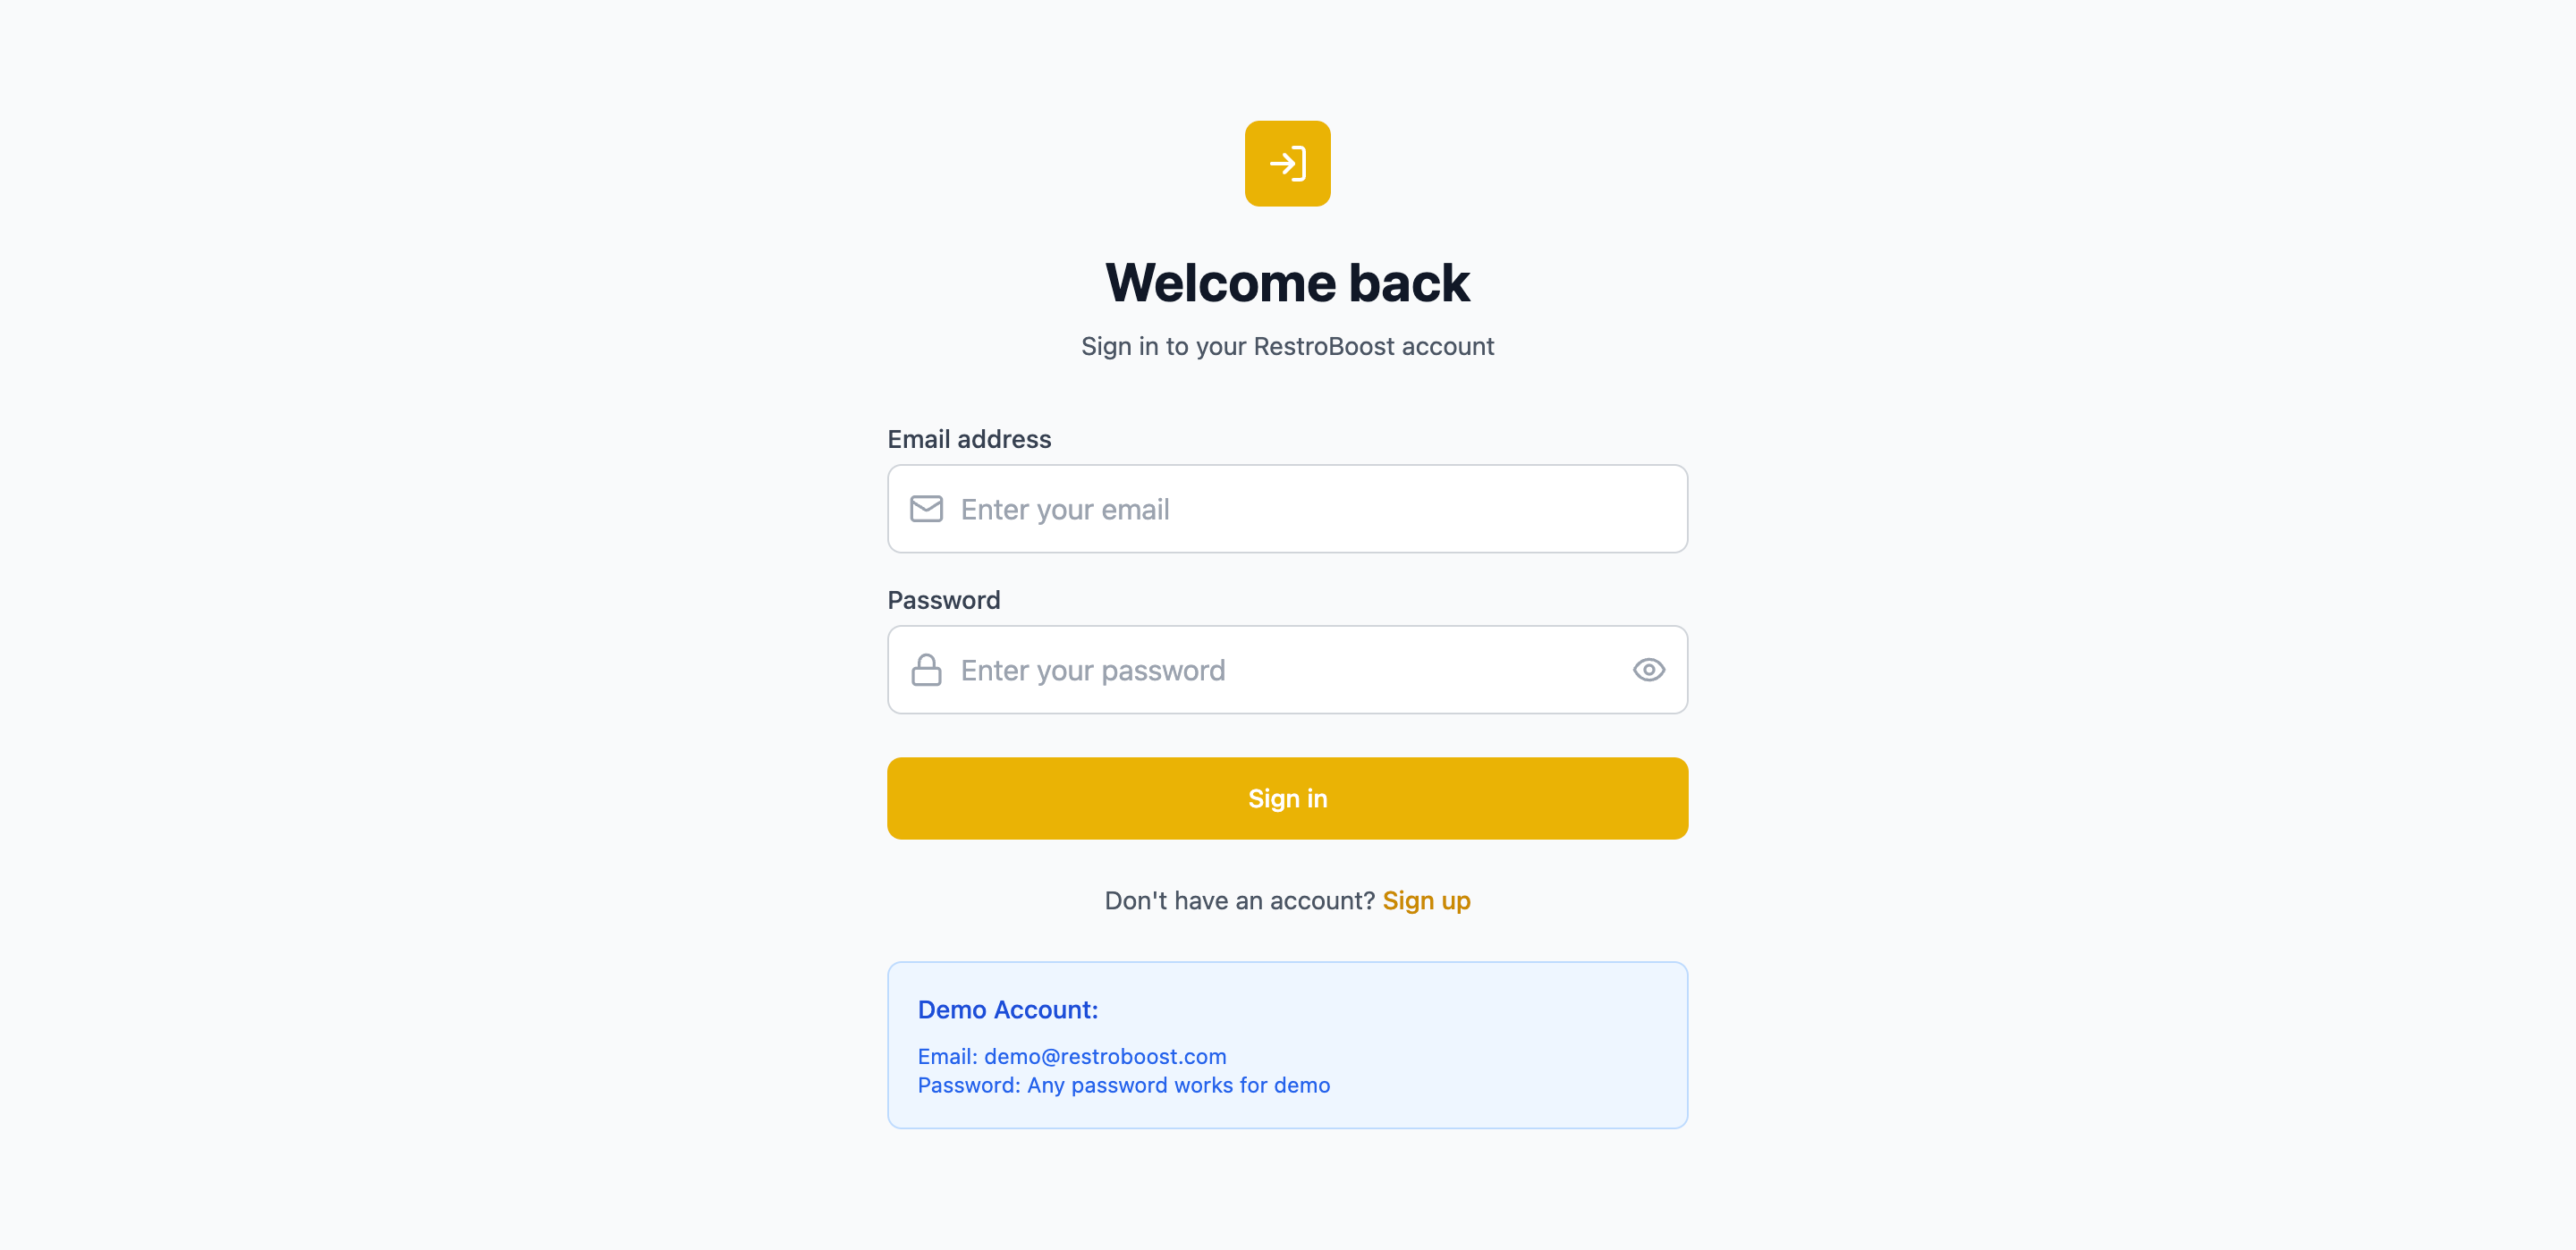 Welcome back
Sign in to your RestroBoost account
Email address
Enter your email
Password
Enter your password
Sign in
Don't have an account? Sign up
Demo Account:
Email: demo@restroboost.com
Password: Any password works for demo